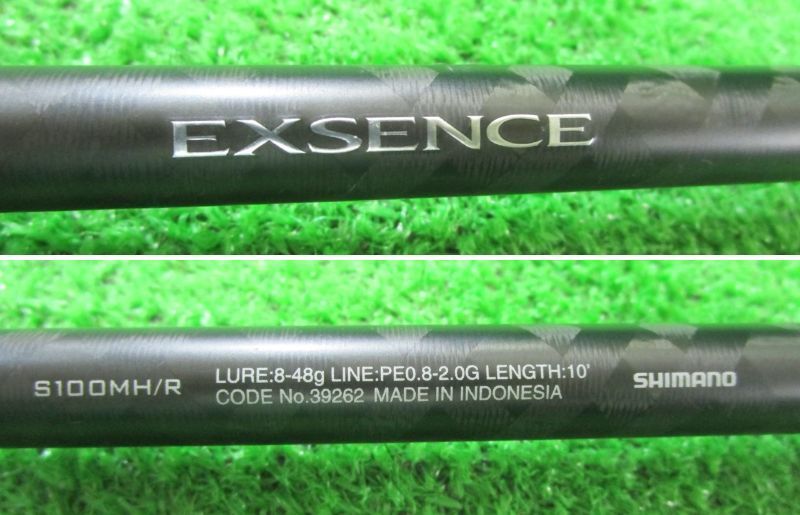 EXSENCE
S100MH/R
LURE:8-48g LINE:PE0.8-2.0G LENGTH:10'
CODE No.39262 MADE IN INDONESIA
SHIMANO